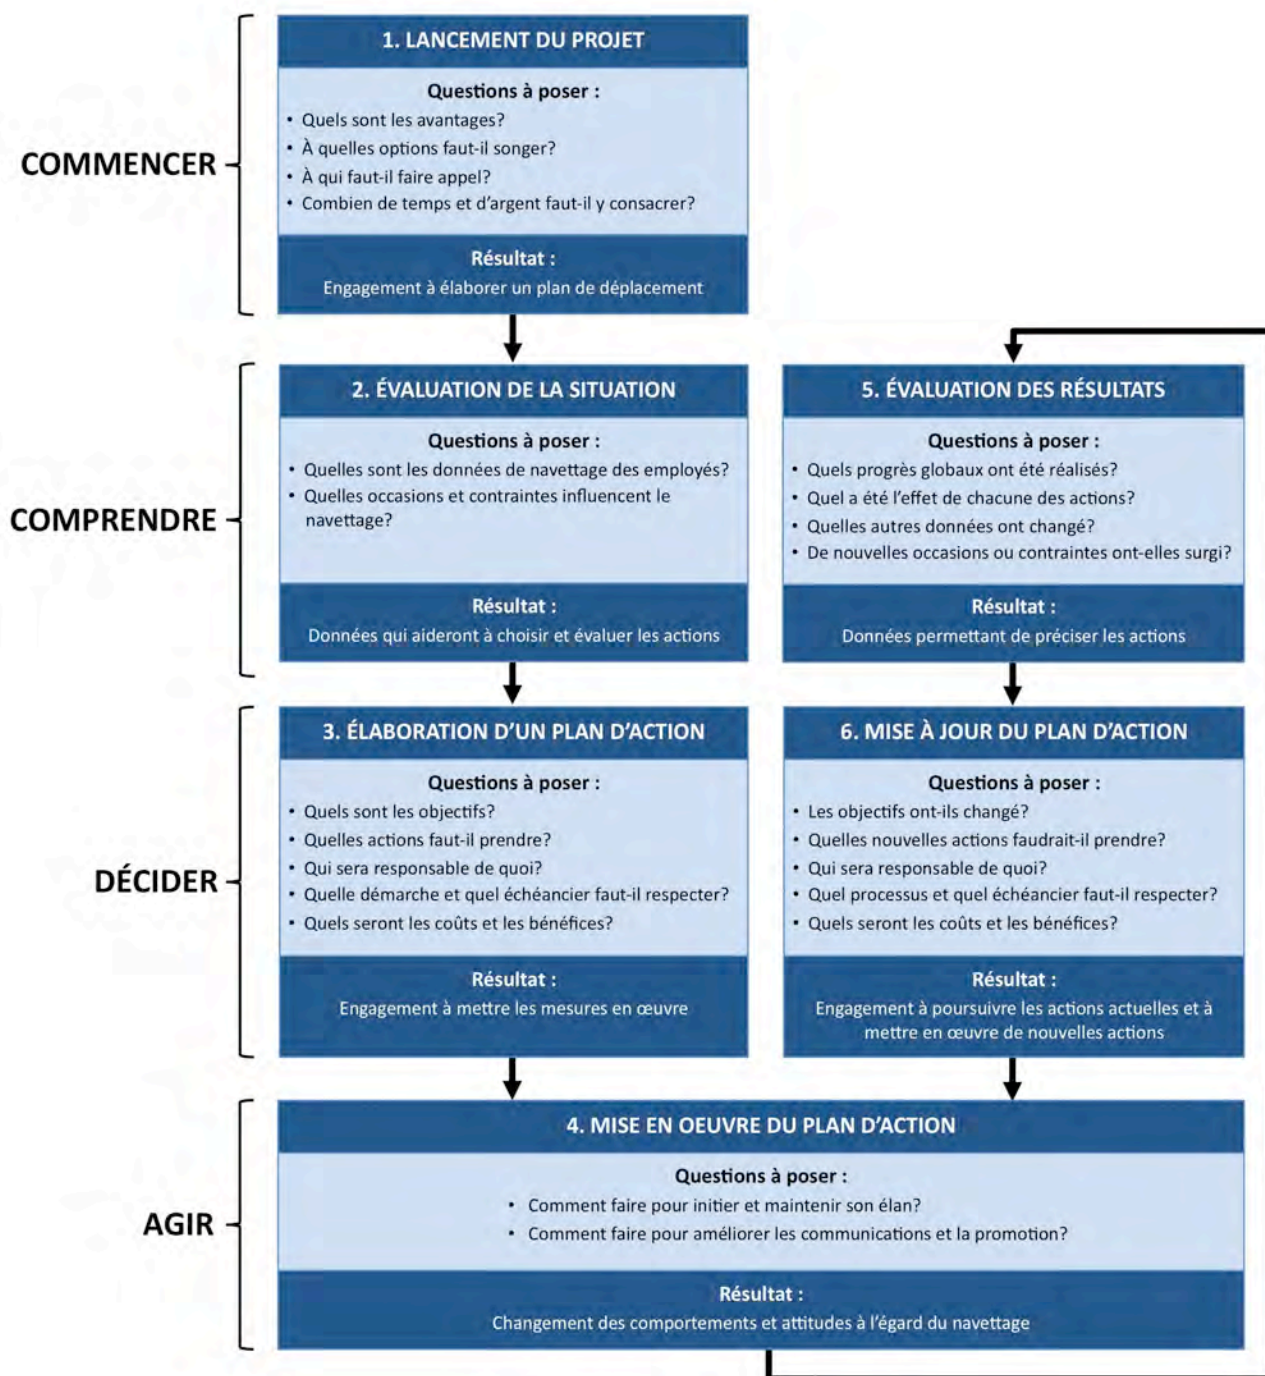 COMMENCER
1. LANCEMENT DU PROJET
Questions à poser :
• Quels sont les avantages?
• À quelles options faut-il songer?
• À qui faut-il faire appel?
• Combien de temps et d'argent faut-il y consacrer?
Résultat :
Engagement à élaborer un plan de déplacement
COMPRENDRE
2. ÉVALUATION DE LA SITUATION
Questions à poser :
• Quelles sont les données de navettage des employés?
• Quelles occasions et contraintes influencent le
navettage?
Résultat :
Données qui aideront à choisir et évaluer les actions
5. ÉVALUATION DES RÉSULTATS
Questions à poser :
• Quels progrès globaux ont été réalisés?
• Quel a été l'effet de chacune des actions?
• Quelles autres données ont changé?
• De nouvelles occasions ou contraintes ont-elles surgi?
Résultat :
Données permettant de préciser les actions
DÉCIDER
3. ÉLABORATION D'UN PLAN D'ACTION
Questions à poser :
• Quels sont les objectifs?
• Quelles actions faut-il prendre?
• Qui sera responsable de quoi?
• Quelle démarche et quel échéancier faut-il respecter?
• Quels seront les coûts et les bénéfices?
Résultat :
Engagement à mettre les mesures en œuvre
6. MISE À JOUR DU PLAN D'ACTION
Questions à poser :
• Les objectifs ont-ils changé?
• Quelles nouvelles actions faudrait-il prendre?
• Qui sera responsable de quoi?
• Quel processus et quel échéancier faut-il respecter?
• Quels seront les coûts et les bénéfices?
Résultat :
Engagement à poursuivre les actions actuelles et à
mettre en œuvre de nouvelles actions
AGIR
4. MISE EN OEUVRE DU PLAN D'ACTION
Questions à poser :
• Comment faire pour initier et maintenir son élan?
• Comment faire pour améliorer les communications et la promotion?
Résultat :
Changement des comportements et attitudes à l'égard du navettage